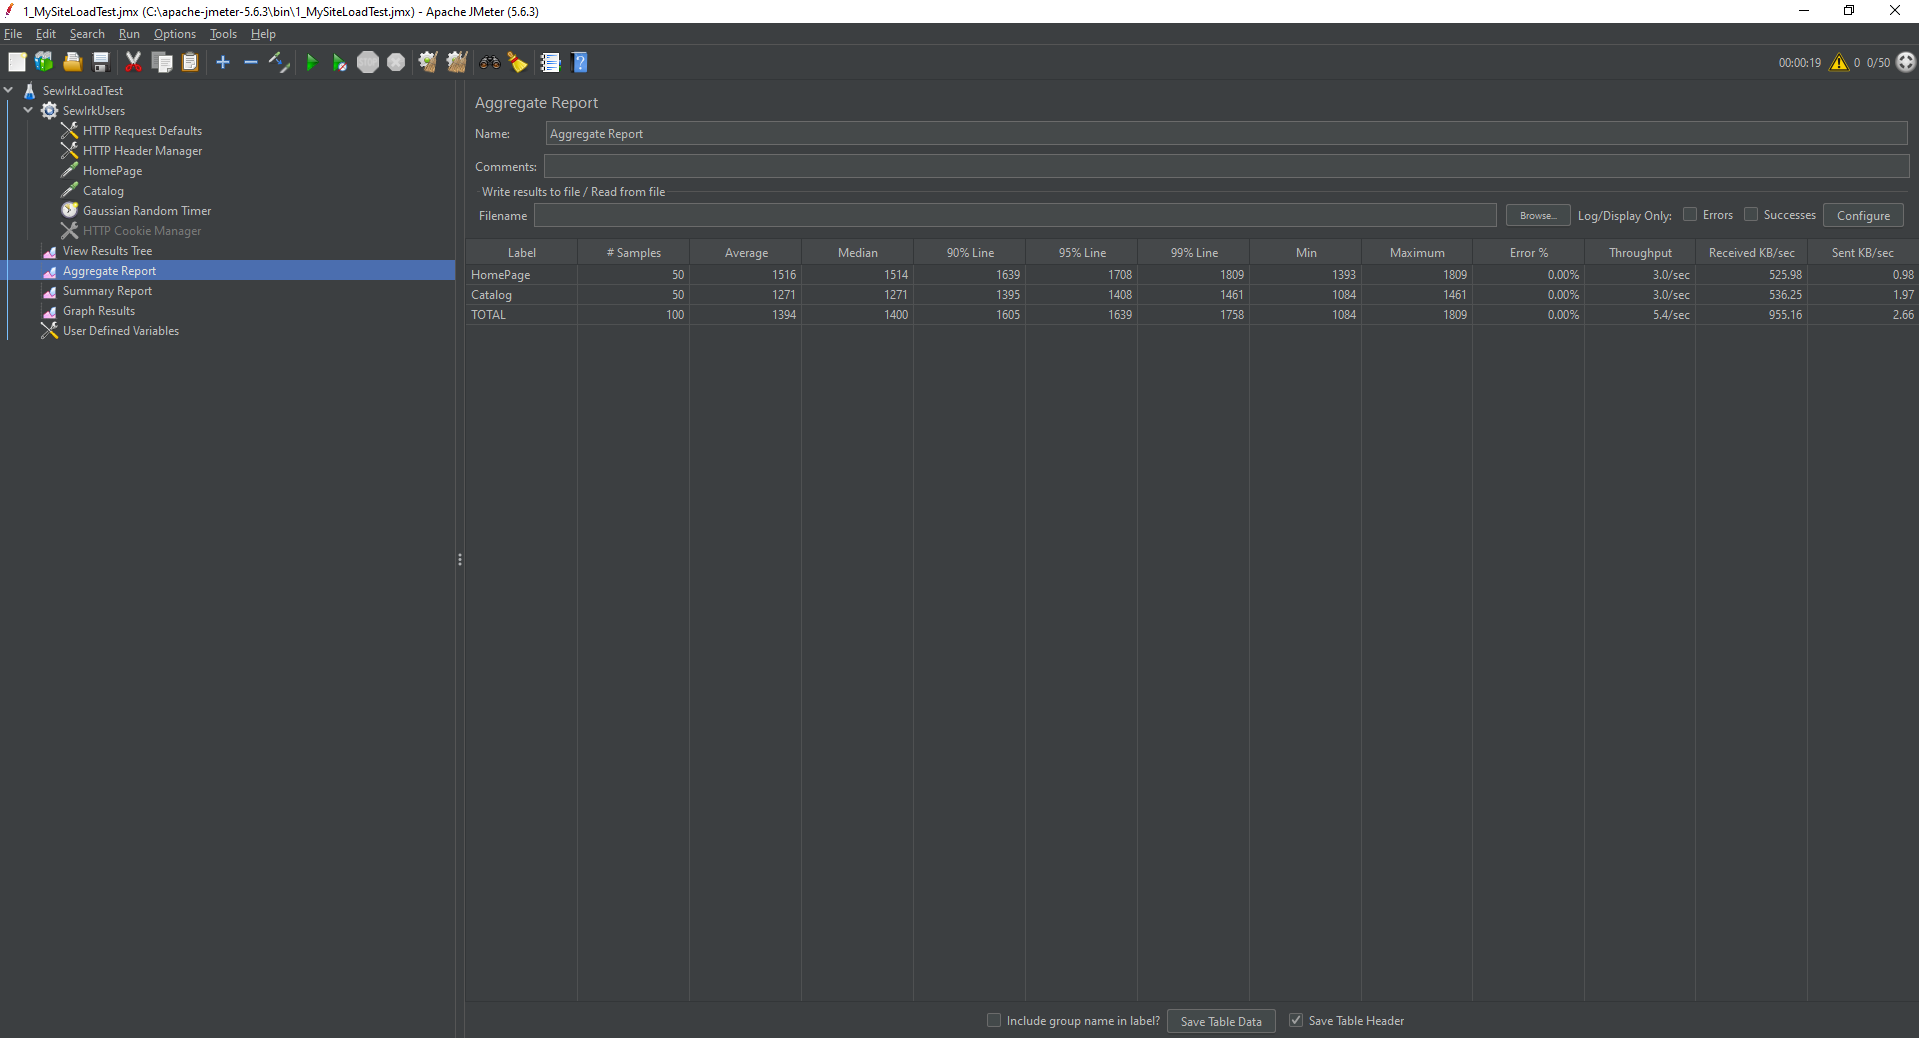 1_MySiteLoadTest.jmx (C:\apache-jmeter-5.6.3\bin\1_MySiteLoadTest.jmx) - Apache JMeter (5.6.3)
File Edit Search Run Options Tools Help
STOP
00:00:19 0 0/50
SewIrkLoadTest
SewIrkUsers
HTTP Request Defaults
HTTP Header Manager
HomePage
Catalog
Gaussian Random Timer
HTTP Cookie Manager
View Results Tree
Aggregate Report
Summary Report
Graph Results
User Defined Variables
Aggregate Report
Name: Aggregate Report
Comments:
Write results to file / Read from file
Filename Browse... Log/Display Only: Errors Successes Configure
Label # Samples Average Median 90% Line 95% Line 99% Line Min Maximum Error % Throughput Received KB/sec Sent KB/sec
HomePage 50 1516 1514 1639 1708 1809 1393 1809 0.00% 3.0/sec 525.98 0.98
Catalog 50 1271 1271 1395 1408 1461 1084 1461 0.00% 3.0/sec 536.25 1.97
TOTAL 100 1394 1400 1605 1639 1758 1084 1809 0.00% 5.4/sec 955.16 2.66
Include group name in label? Save Table Data Save Table Header